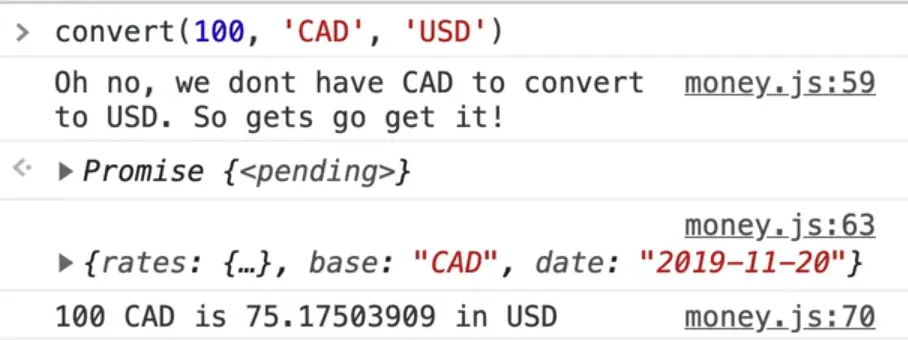 convert(100, 'CAD', 'USD')
Oh no, we dont have CAD to convert money.js:59
to USD. So gets go get it!
Promise {<pending>}
money.js:63
{rates: {…}, base: "CAD", date: "2019-11-20"}
100 CAD is 75.17503909 in USD money.js:70